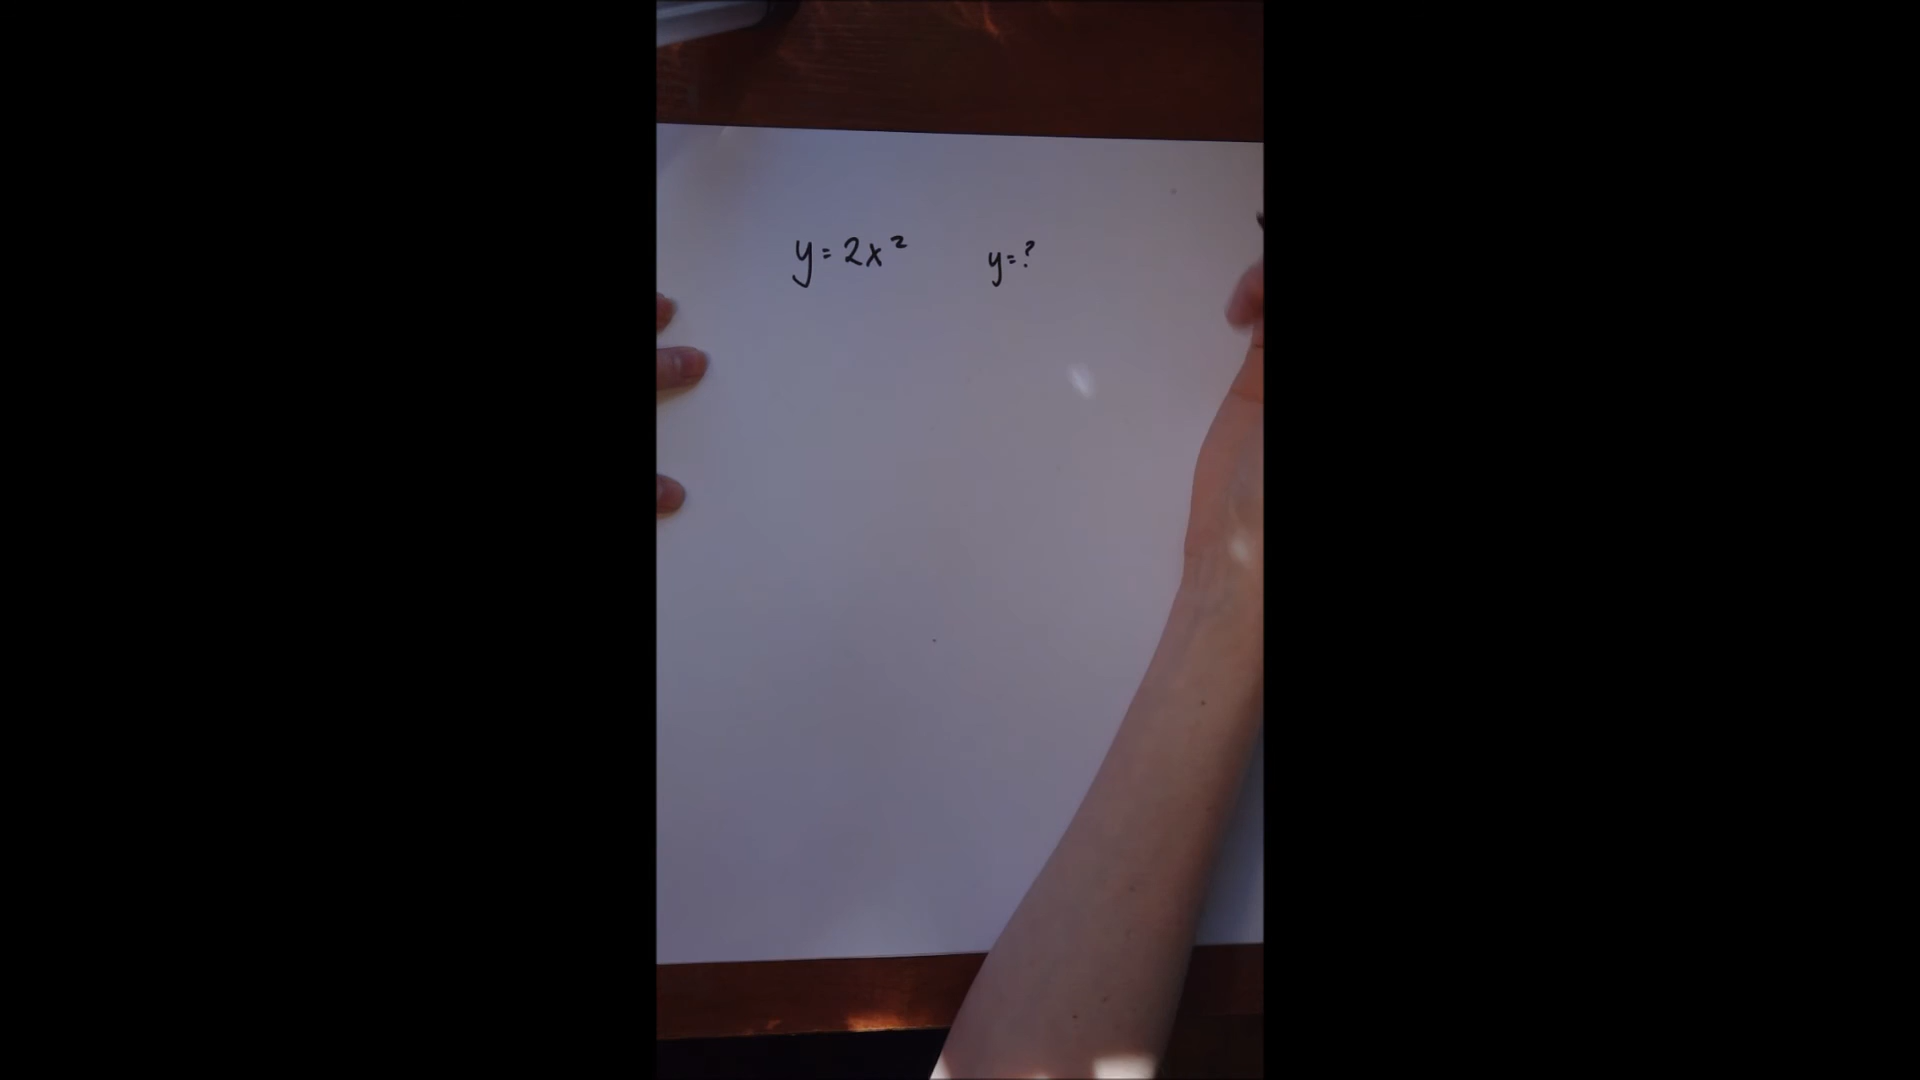 y = 2x² y = ?